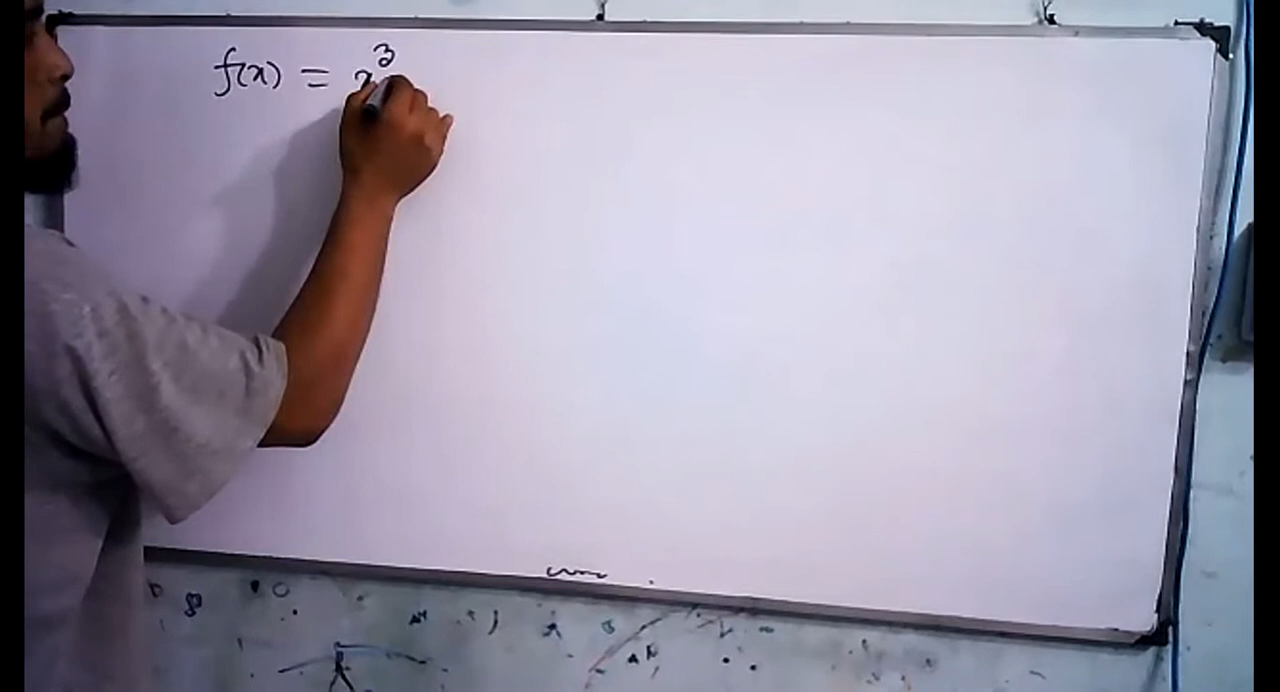 f(x) = x³